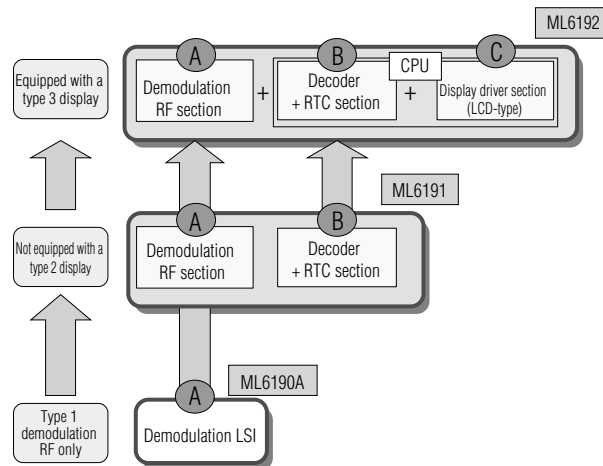 ML6192
A
B
C
CPU
Equipped with a
type 3 display
Demodulation
RF section
+
Decoder
+ RTC section
+
Display driver section
(LCD-type)
ML6191
A
B
Not equipped with a
type 2 display
Demodulation
RF section
Decoder
+ RTC section
ML6190A
A
Type 1
demodulation
RF only
Demodulation LSI